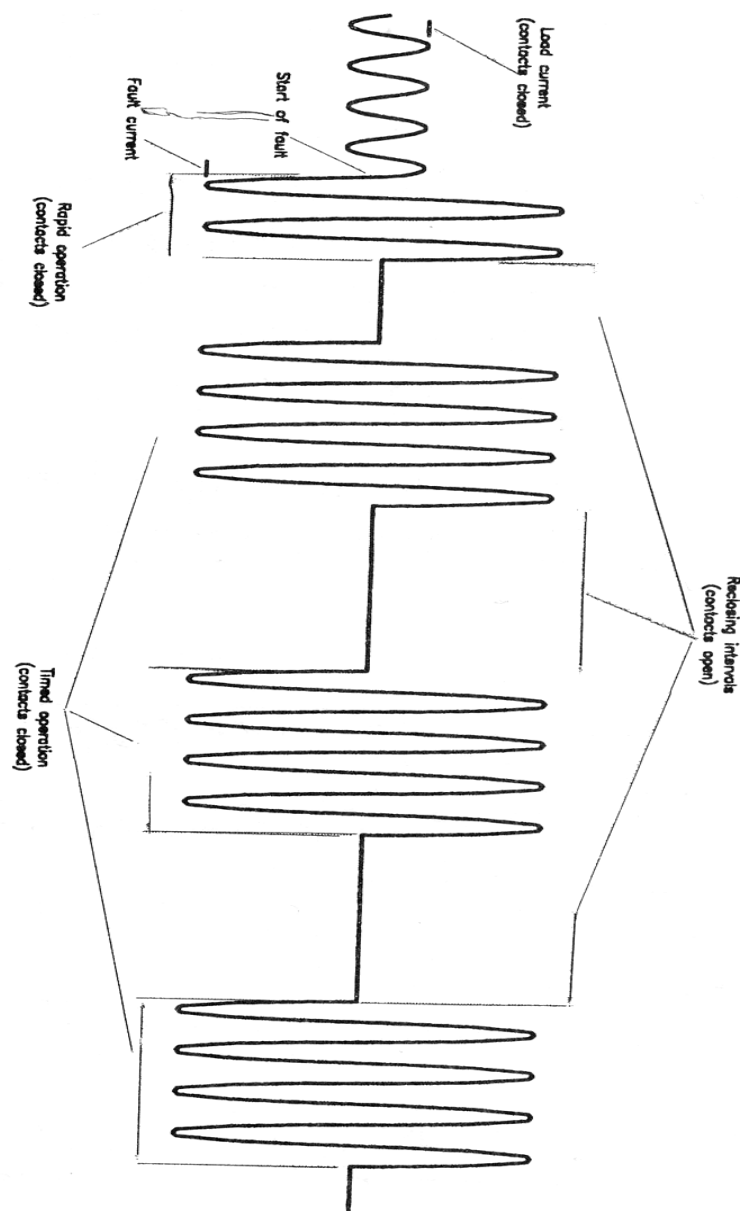 Load current
(contacts closed)
Start of fault
Fault current
Rapid operation
(contacts closed)
Reclosing intervals
(contacts open)
Timed operation
(contacts closed)